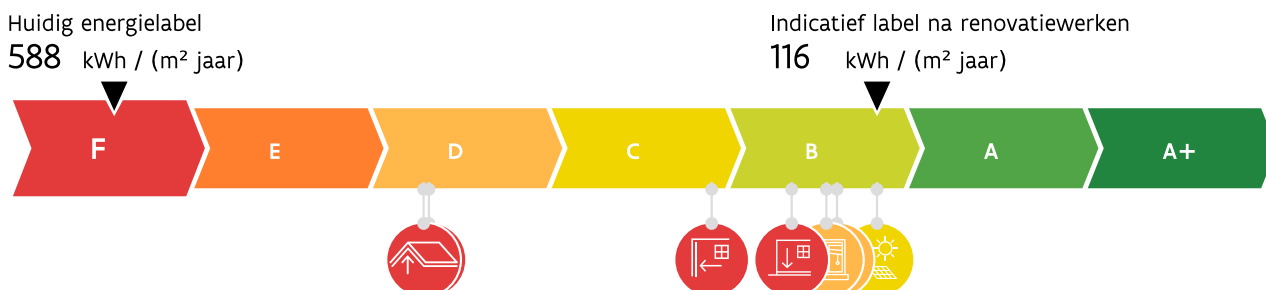 Huidig energielabel
588 kWh / (m² jaar)
Indicatief label na renovatiewerken
116 kWh / (m² jaar)
F E D C B A A+